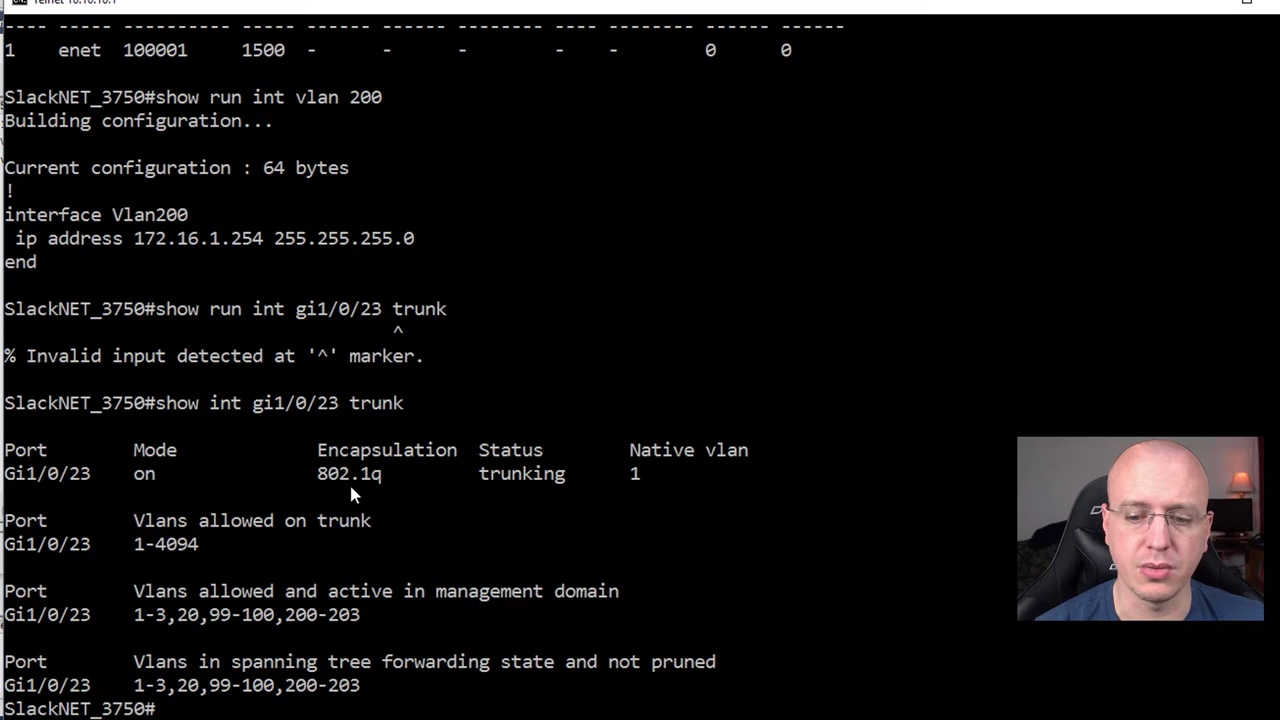 ---- ----- ---------- ----- ------ ------ -------- ---- -------- ------ ------
1    enet  100001     1500  -      -      -        -    -        0      0
SlackNET_3750#show run int vlan 200
Building configuration...
Current configuration : 64 bytes
!
interface Vlan200
 ip address 172.16.1.254 255.255.255.0
end
SlackNET_3750#show run int gi1/0/23 trunk
                                    ^
% Invalid input detected at '^' marker.
SlackNET_3750#show int gi1/0/23 trunk
Port        Mode             Encapsulation  Status        Native vlan
Gi1/0/23    on               802.1q         trunking      1
Port        Vlans allowed on trunk
Gi1/0/23    1-4094
Port        Vlans allowed and active in management domain
Gi1/0/23    1-3,20,99-100,200-203
Port        Vlans in spanning tree forwarding state and not pruned
Gi1/0/23    1-3,20,99-100,200-203
SlackNET_3750#